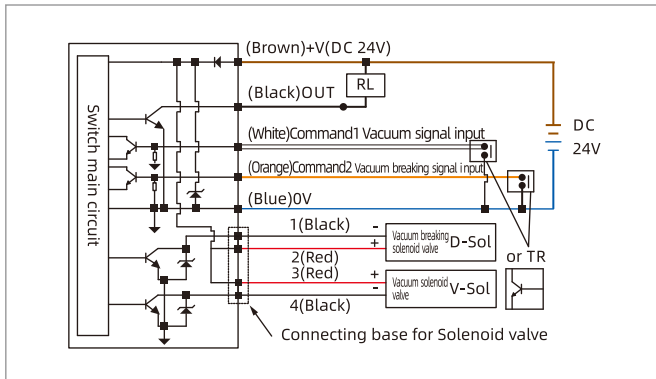 (Brown)+V(DC 24V)
(Black)OUT
RL
(White)Command1 Vacuum signal input
DC
24V
(Orange)Command2 Vacuum breaking signal input
(Blue)0V
Switch main circuit
1(Black)
-
+
Vacuum breaking
solenoid valve
D-Sol
2(Red)
3(Red)
+
-
Vacuum solenoid
valve
V-Sol
4(Black)
or TR
Connecting base for Solenoid valve